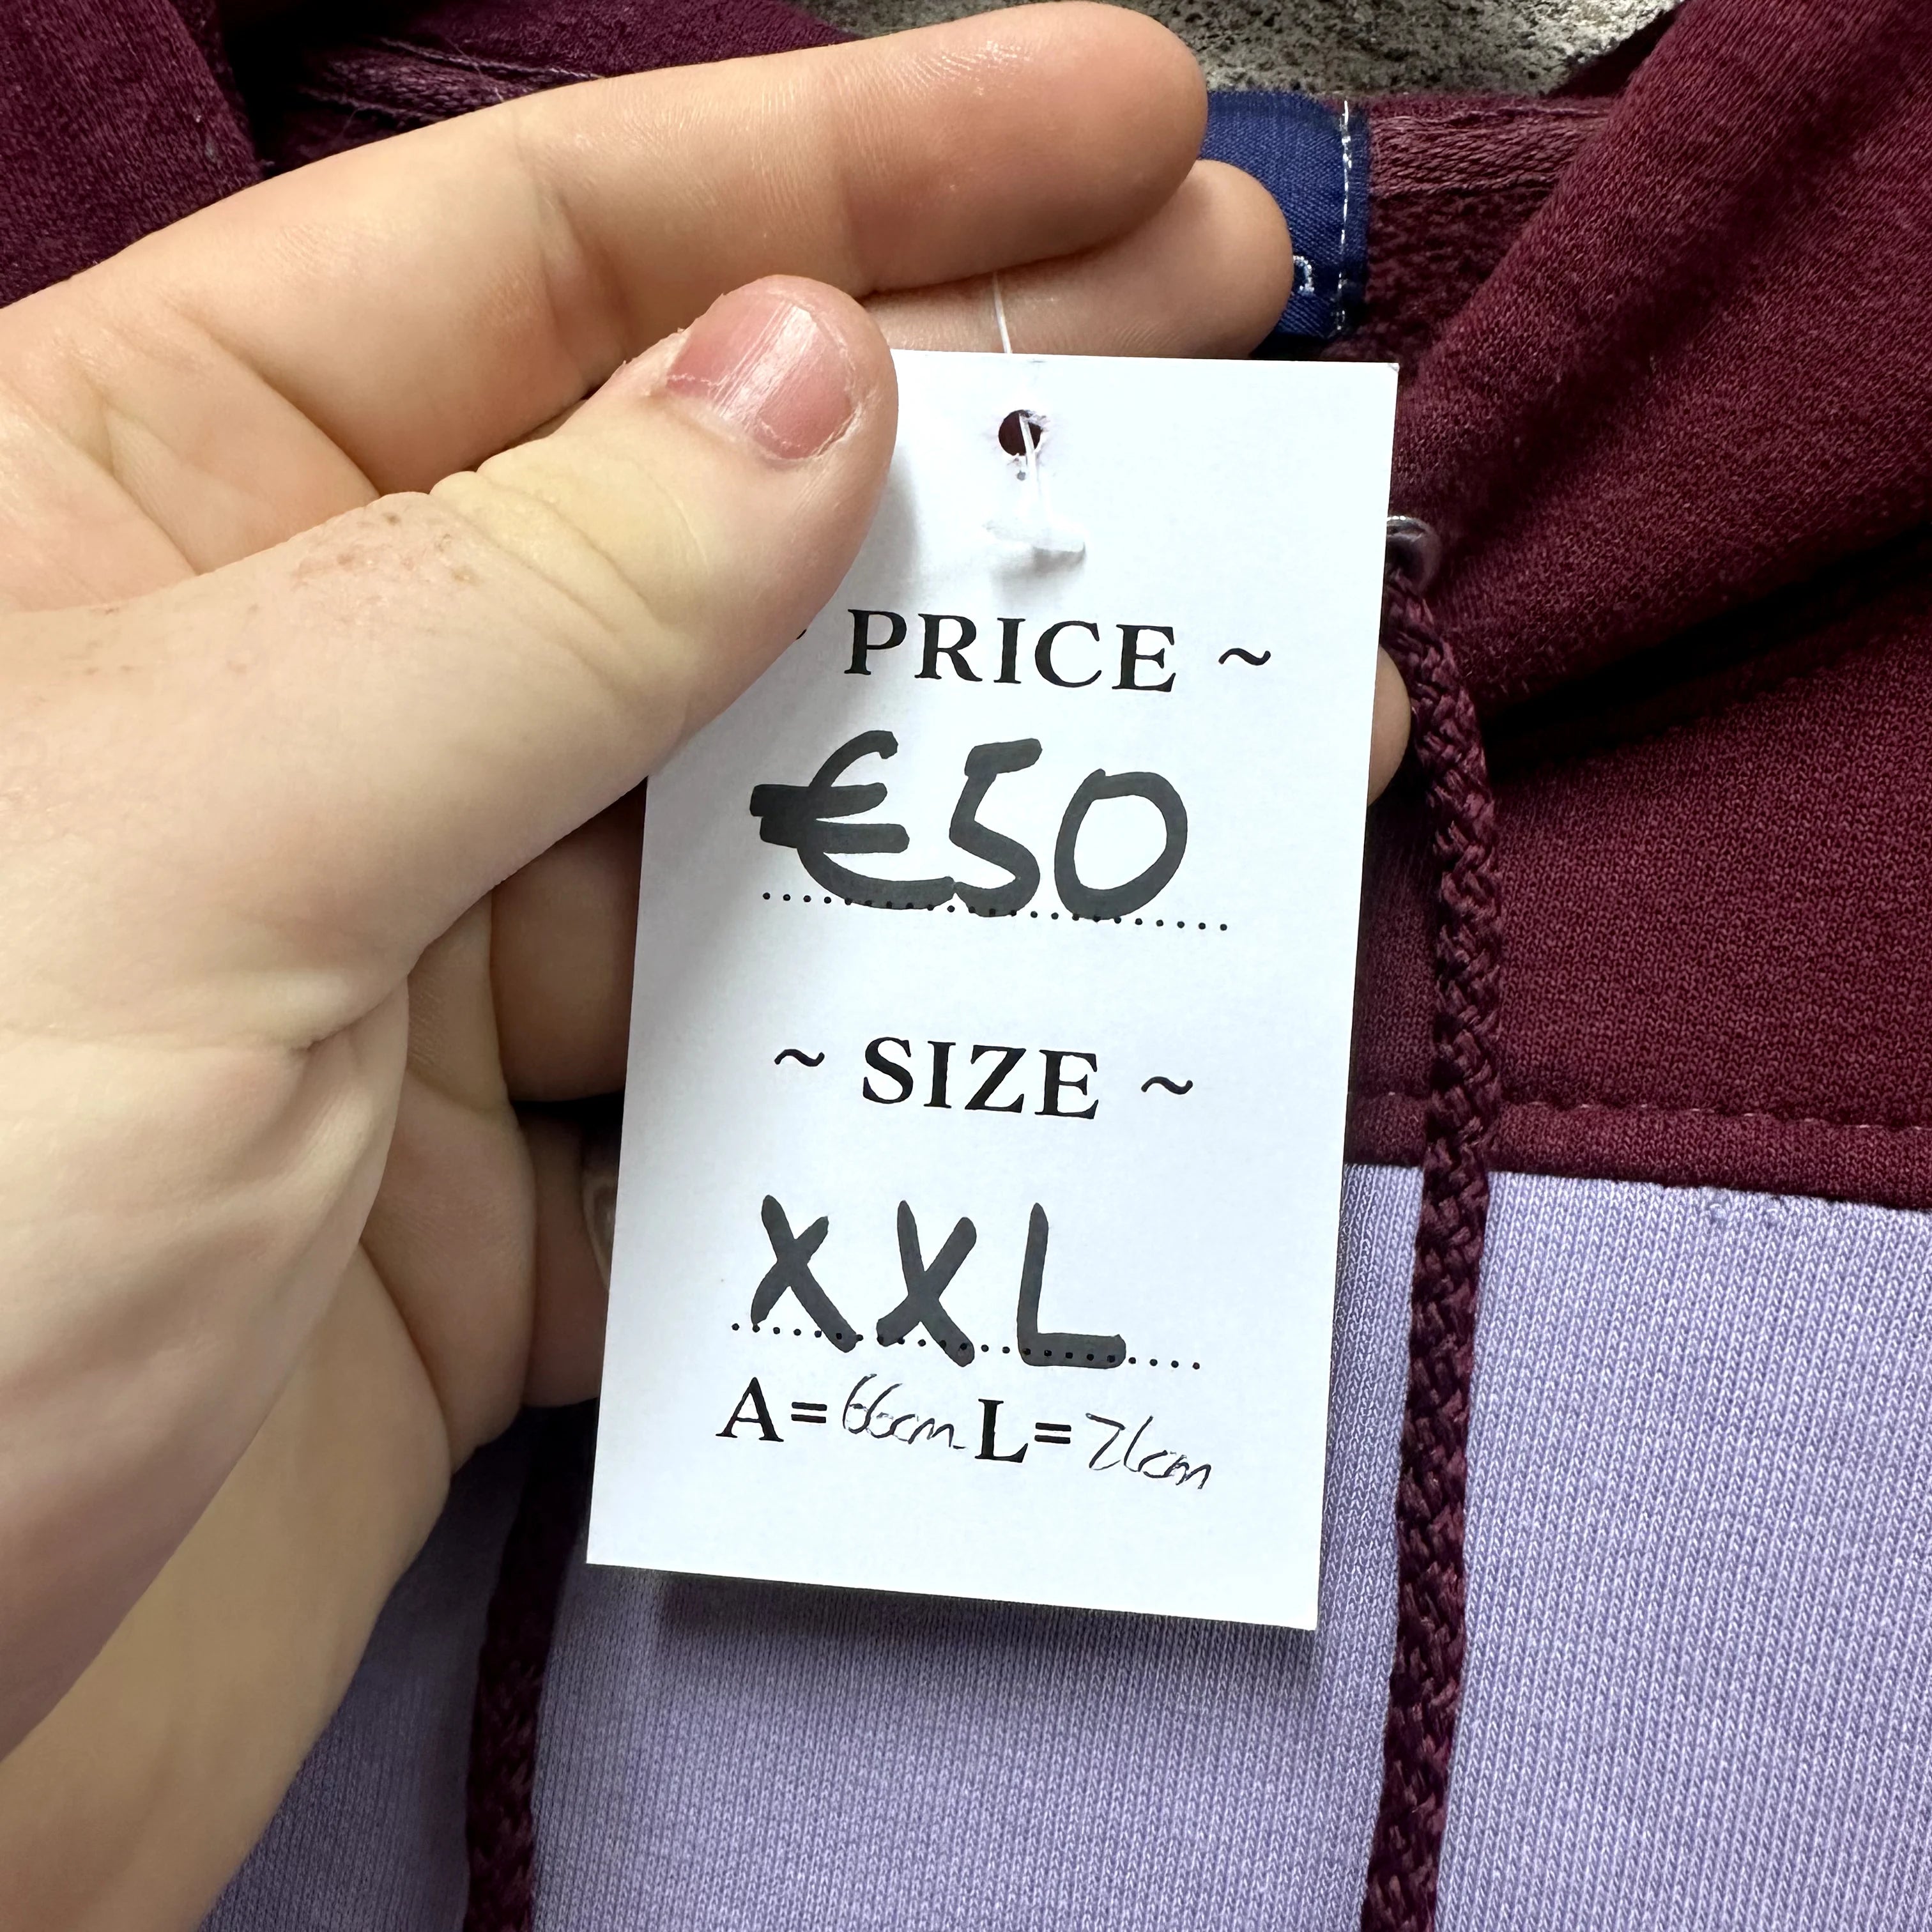 PRICE ~
€50
~ SIZE ~
XXL
A=66cm L=76cm